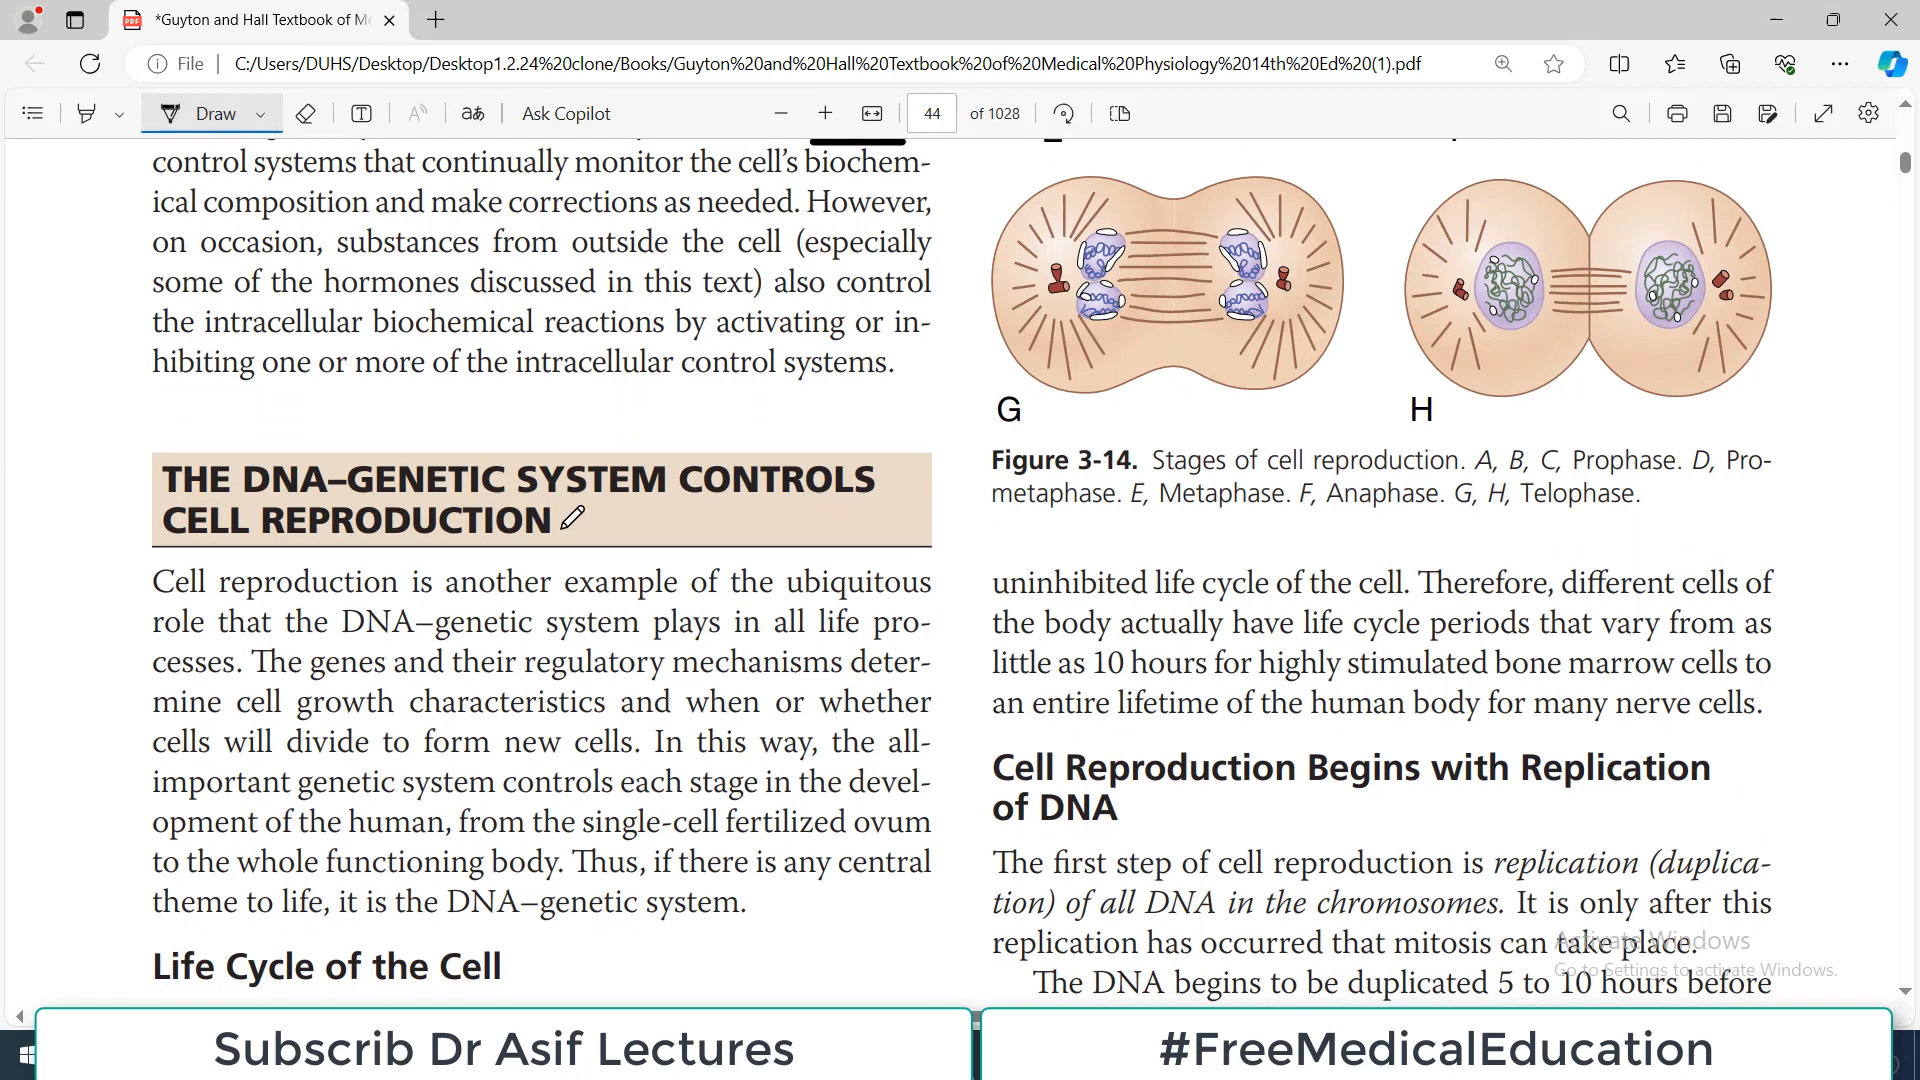 *Guyton and Hall Textbook of Me
File
C:/Users/DUHS/Desktop/Desktop1.2.24%20clone/Books/Guyton%20and%20Hall%20Textbook%20of%20Medical%20Physiology%2014th%20Ed%20(1).pdf
Draw
Ask Copilot
44 of 1028
control systems that continually monitor the cell's biochem-
ical composition and make corrections as needed. However,
on occasion, substances from outside the cell (especially
some of the hormones discussed in this text) also control
the intracellular biochemical reactions by activating or in-
hibiting one or more of the intracellular control systems.
THE DNA–GENETIC SYSTEM CONTROLS
CELL REPRODUCTION
Cell reproduction is another example of the ubiquitous
role that the DNA–genetic system plays in all life pro-
cesses. The genes and their regulatory mechanisms deter-
mine cell growth characteristics and when or whether
cells will divide to form new cells. In this way, the all-
important genetic system controls each stage in the devel-
opment of the human, from the single-cell fertilized ovum
to the whole functioning body. Thus, if there is any central
theme to life, it is the DNA–genetic system.
Life Cycle of the Cell
G
H
Figure 3-14. Stages of cell reproduction. A, B, C, Prophase. D, Pro-
metaphase. E, Metaphase. F, Anaphase. G, H, Telophase.
uninhibited life cycle of the cell. Therefore, different cells of
the body actually have life cycle periods that vary from as
little as 10 hours for highly stimulated bone marrow cells to
an entire lifetime of the human body for many nerve cells.
Cell Reproduction Begins with Replication
of DNA
The first step of cell reproduction is replication (duplica-
tion) of all DNA in the chromosomes. It is only after this
replication has occurred that mitosis can take place.
The DNA begins to be duplicated 5 to 10 hours before
Activate Windows
Go to Settings to activate Windows.
Subscrib Dr Asif Lectures
#FreeMedicalEducation